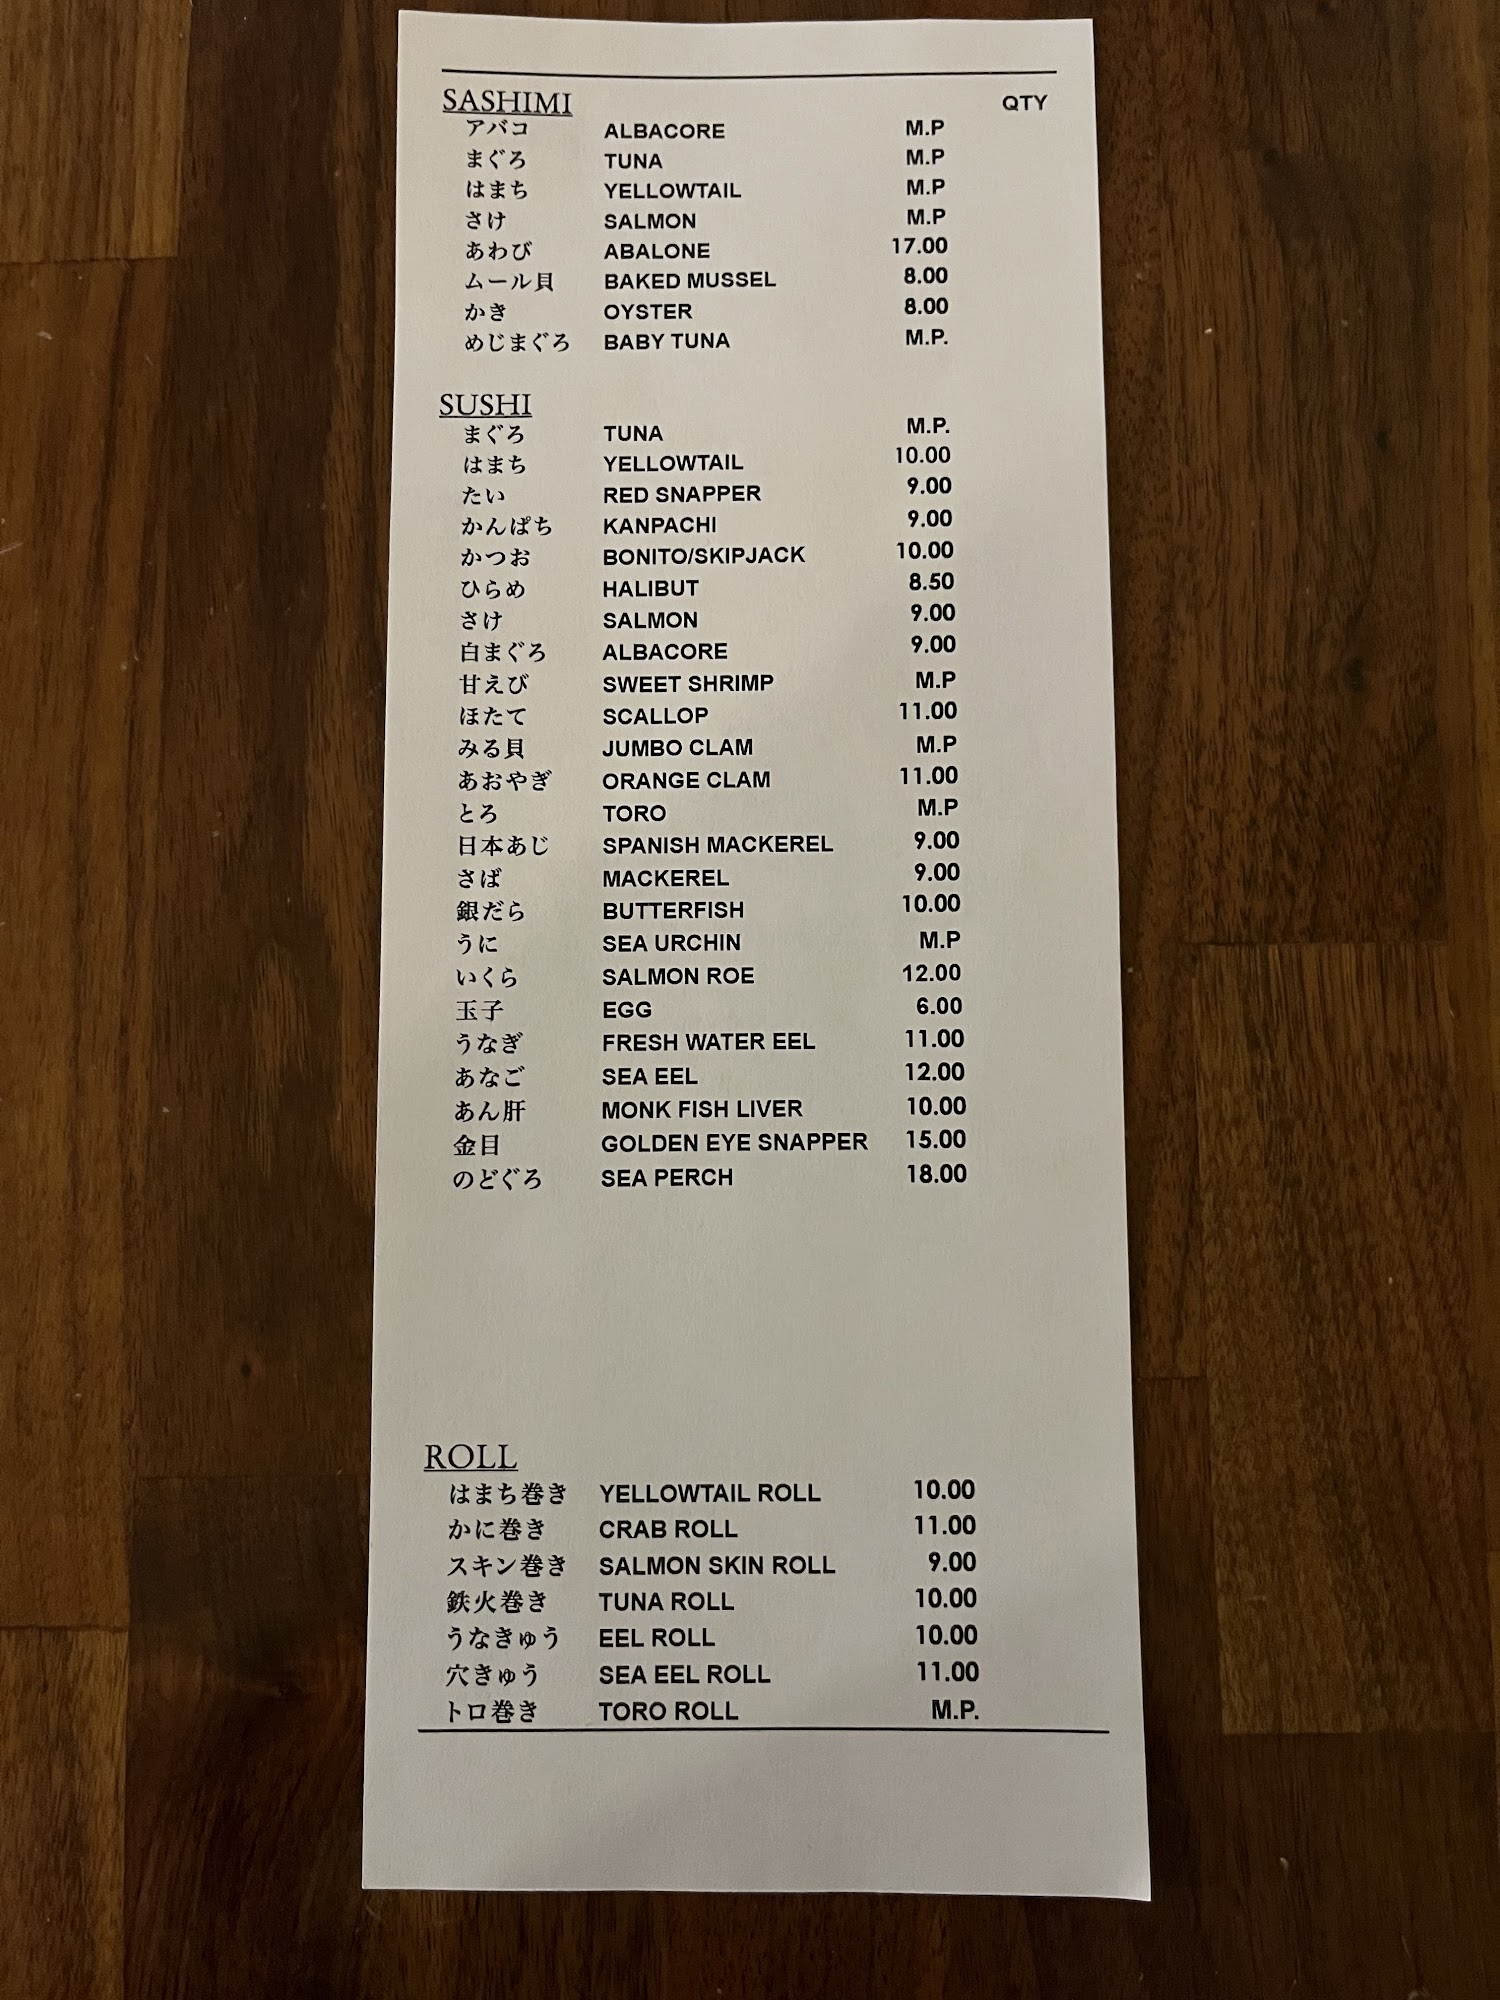 SASHIMI QTY
アバコ ALBACORE M.P
まぐろ TUNA M.P
はまち YELLOWTAIL M.P
さけ SALMON M.P
あわび ABALONE 17.00
ムール貝 BAKED MUSSEL 8.00
かき OYSTER 8.00
めじまぐろ BABY TUNA M.P.
SUSHI
まぐろ TUNA M.P.
はまち YELLOWTAIL 10.00
たい RED SNAPPER 9.00
かんぱち KANPACHI 9.00
かつお BONITO/SKIPJACK 10.00
ひらめ HALIBUT 8.50
さけ SALMON 9.00
白まぐろ ALBACORE 9.00
甘えび SWEET SHRIMP M.P
ほたて SCALLOP 11.00
みる貝 JUMBO CLAM M.P
あおやぎ ORANGE CLAM 11.00
とろ TORO M.P
日本あじ SPANISH MACKEREL 9.00
さば MACKEREL 9.00
銀だら BUTTERFISH 10.00
うに SEA URCHIN M.P
いくら SALMON ROE 12.00
玉子 EGG 6.00
うなぎ FRESH WATER EEL 11.00
あなご SEA EEL 12.00
あん肝 MONK FISH LIVER 10.00
金目 GOLDEN EYE SNAPPER 15.00
のどぐろ SEA PERCH 18.00
ROLL
はまち巻き YELLOWTAIL ROLL 10.00
かに巻き CRAB ROLL 11.00
スキン巻き SALMON SKIN ROLL 9.00
鉄火巻き TUNA ROLL 10.00
うなきゅう EEL ROLL 10.00
穴きゅう SEA EEL ROLL 11.00
トロ巻き TORO ROLL M.P.